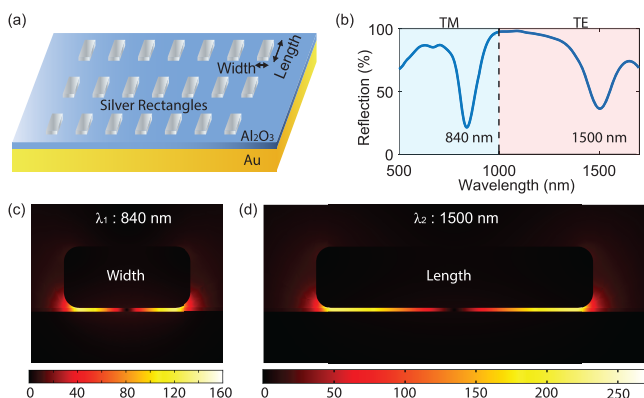 (a)
Width
Length
Silver Rectangles
Al2O3
Au
(b)
TM
TE
Reflection (%)
100
50
0
840 nm
1500 nm
500
1000
1500
Wavelength (nm)
(c)
λ1 : 840 nm
Width
0 40 80 120 160
(d)
λ2 : 1500 nm
Length
0 50 100 150 200 250